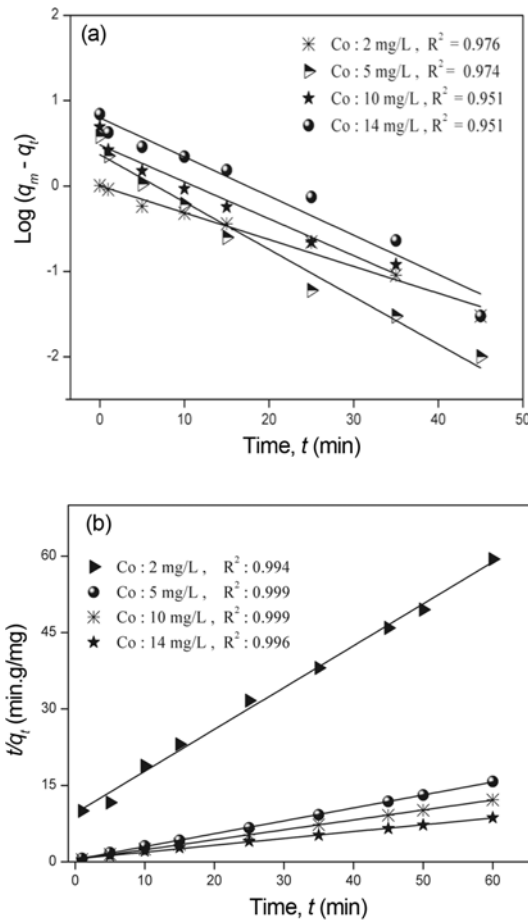 (a)
Co : 2 mg/L , R² = 0.976
Co : 5 mg/L , R² = 0.974
Co : 10 mg/L , R² = 0.951
Co : 14 mg/L , R² = 0.951
2
1
0
-1
-2
Log (qm - qt)
0 10 20 30 40 50
Time, t (min)
(b)
Co : 2 mg/L , R² : 0.994
Co : 5 mg/L , R² : 0.999
Co : 10 mg/L , R² : 0.999
Co : 14 mg/L , R² : 0.996
60
45
30
15
0
t/qt (min.g/mg)
0 10 20 30 40 50 60
Time, t (min)